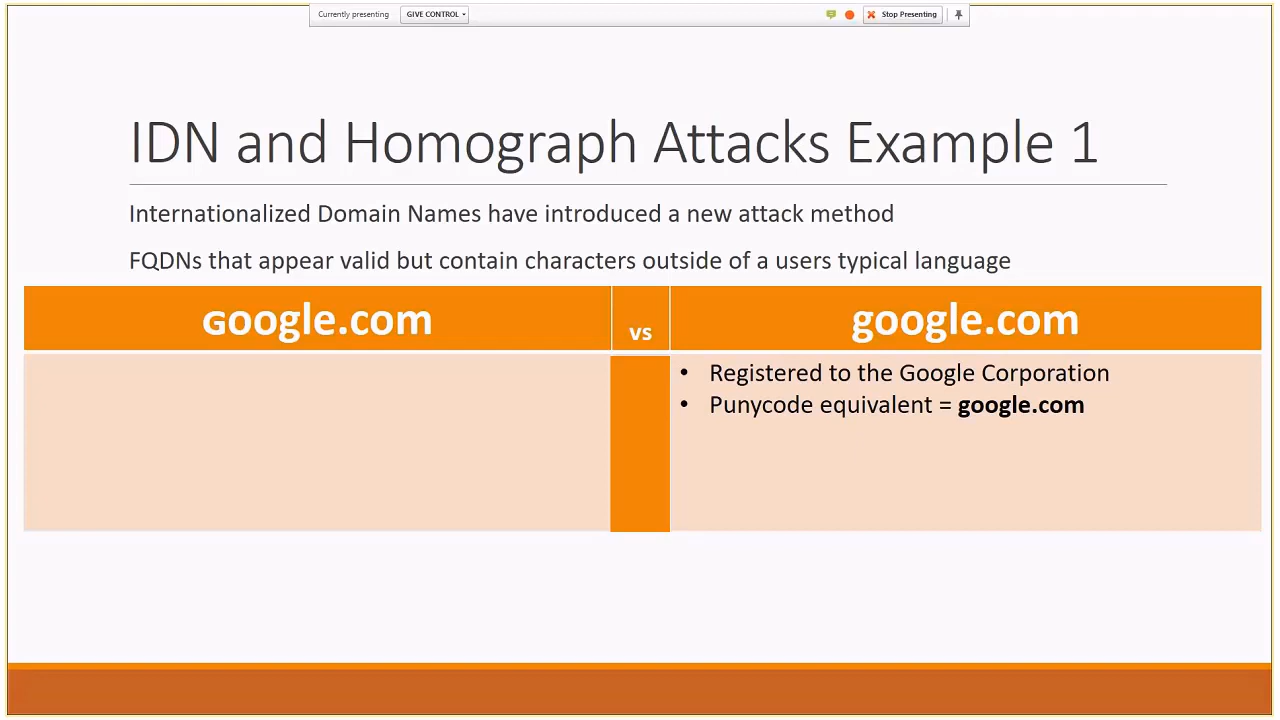 Currently presenting GIVE CONTROL Stop Presenting
IDN and Homograph Attacks Example 1
Internationalized Domain Names have introduced a new attack method
FQDNs that appear valid but contain characters outside of a users typical language
ɢoogle.com vs google.com
• Registered to the Google Corporation
• Punycode equivalent = google.com